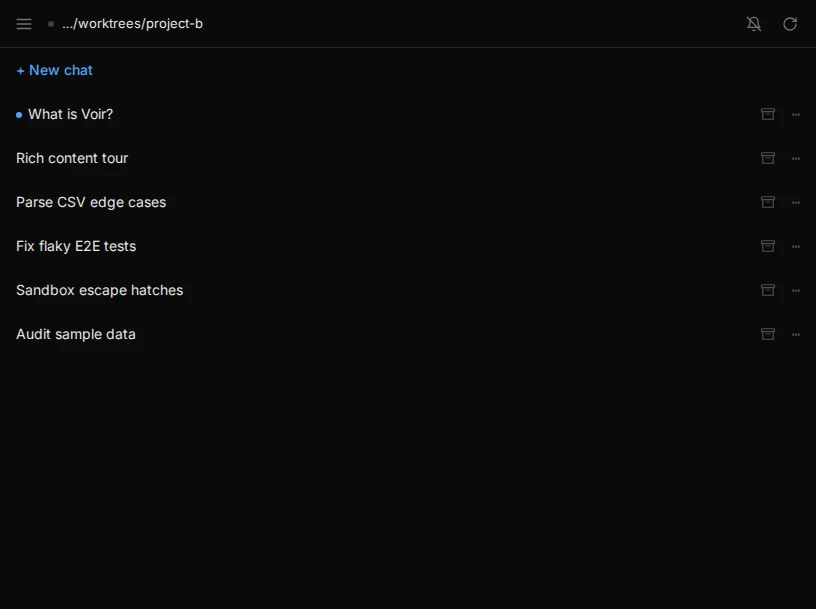 .../worktrees/project-b
+ New chat
What is Voir?
Rich content tour
Parse CSV edge cases
Fix flaky E2E tests
Sandbox escape hatches
Audit sample data